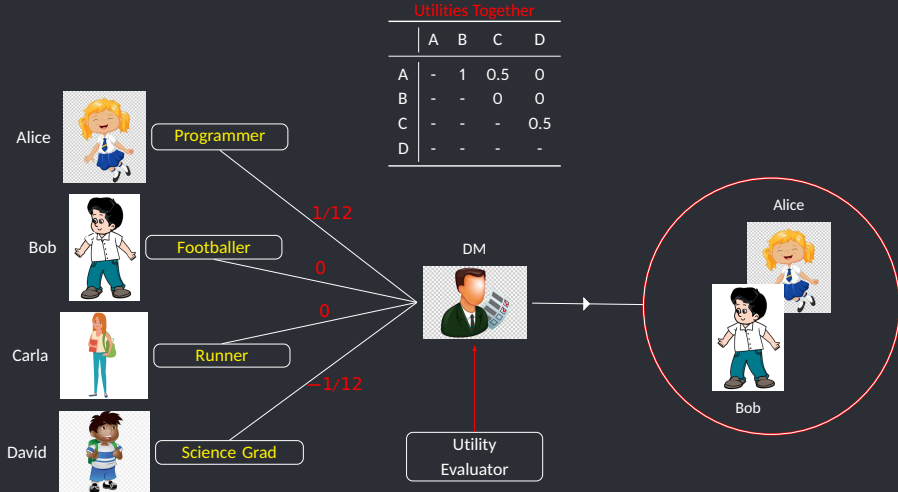 Utilities Together
A B C D
A - 1 0.5 0
B - - 0 0
C - - - 0.5
D - - - -
Alice
Programmer
1/12
Bob
Footballer
0
Carla
Runner
0
David
Science Grad
−1/12
DM
Utility
Evaluator
Alice
Bob